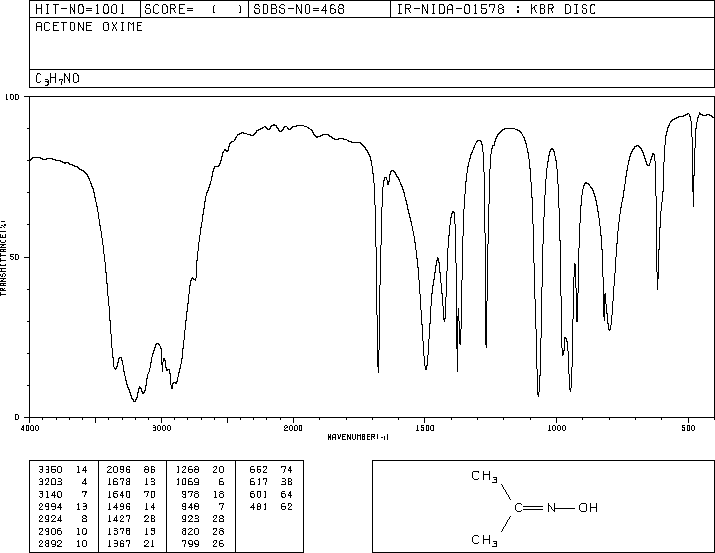 HIT-NO=1001 SCORE= ( ) SDBS-NO=468 IR-NIDA-01578 : KBR DISC
ACETONE OXIME
C3H7NO
100
50
0
TRANSMITTANCE(%)
4000 3000 2000 1500 1000 500
WAVENUMBER(-1)
3350 14 2096 86 1268 20 662 74
3203 4 1678 13 1069 6 617 38
3140 7 1640 70 978 18 601 64
2994 13 1496 14 948 7 481 62
2924 8 1427 28 923 28
2906 10 1378 13 820 28
2892 10 1367 21 799 26
CH3
C=N—OH
CH3